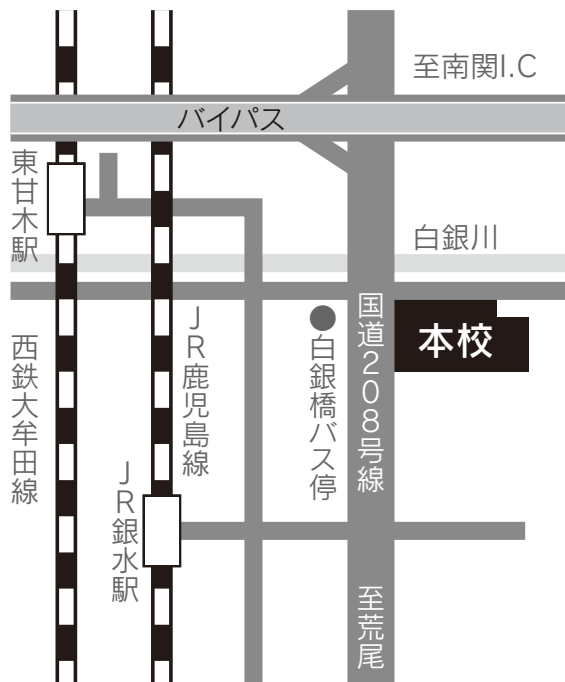 至南関I.C
バイパス
東甘木駅
白銀川
国道208号線
本校
JR鹿児島線
白銀橋バス停
西鉄大牟田線
JR銀水駅
至荒尾